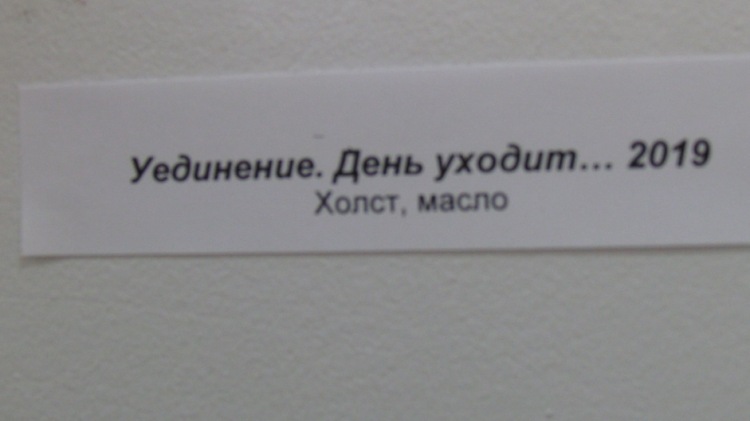 Уединение. День уходит... 2019
Холст, масло